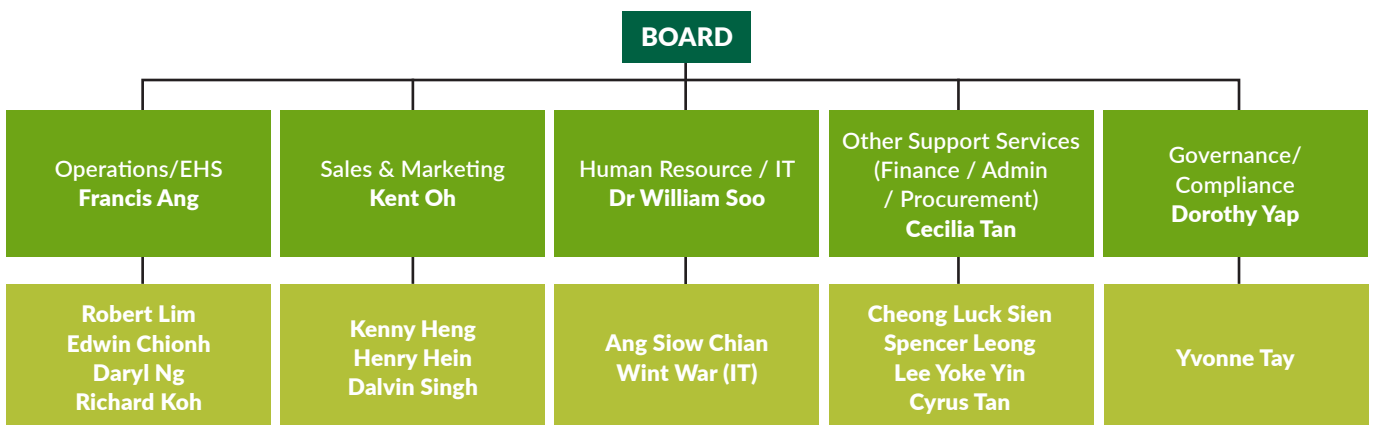 BOARD
Operations/EHS
Francis Ang
Sales & Marketing
Kent Oh
Human Resource / IT
Dr William Soo
Other Support Services
(Finance / Admin
/ Procurement)
Cecilia Tan
Governance/
Compliance
Dorothy Yap
Robert Lim
Edwin Chionh
Daryl Ng
Richard Koh
Kenny Heng
Henry Hein
Dalvin Singh
Ang Siow Chian
Wint War (IT)
Cheong Luck Sien
Spencer Leong
Lee Yoke Yin
Cyrus Tan
Yvonne Tay